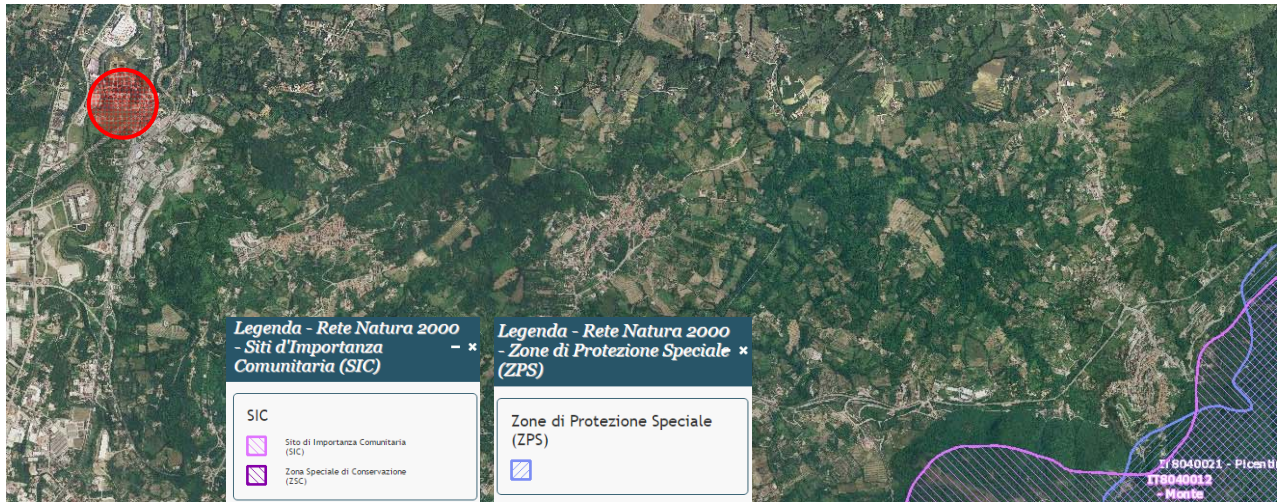 Legenda - Rete Natura 2000
- Siti d'Importanza
Comunitaria (SIC)
SIC
Sito di Importanza Comunitaria
(SIC)
Zona Speciale di Conservazione
(ZSC)
Legenda - Rete Natura 2000
- Zone di Protezione Speciale
(ZPS)
Zone di Protezione Speciale
(ZPS)
IT8040021 - Picenti
IT8040012
- Monte